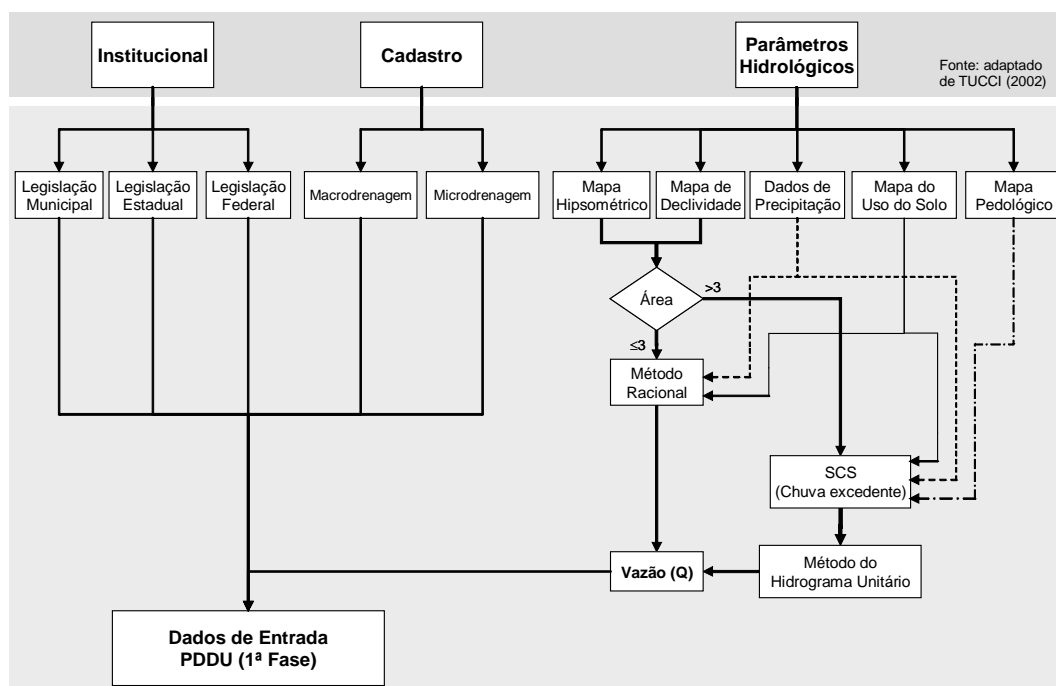 Institucional
Cadastro
Parâmetros
Hidrológicos
Fonte: adaptado
de TUCCI (2002)
Legislação
Municipal
Legislação
Estadual
Legislação
Federal
Macrodrenagem
Microdrenagem
Mapa
Hipsométrico
Mapa de
Declividade
Dados de
Precipitação
Mapa do
Uso do Solo
Mapa
Pedológico
Área
>3
≤3
Método
Racional
SCS
(Chuva excedente)
Vazão (Q)
Método do
Hidrograma Unitário
Dados de Entrada
PDDU (1ª Fase)